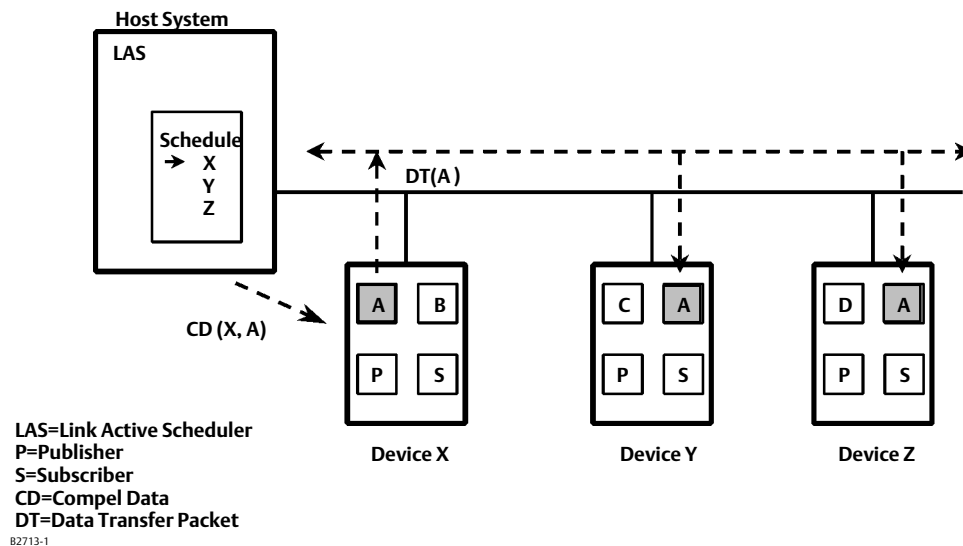 Host System
LAS
Schedule
X
Y
Z
DT(A )
CD (X, A)
A B
P S
C A
P S
D A
P S
Device X
Device Y
Device Z
LAS=Link Active Scheduler
P=Publisher
S=Subscriber
CD=Compel Data
DT=Data Transfer Packet
B2713-1